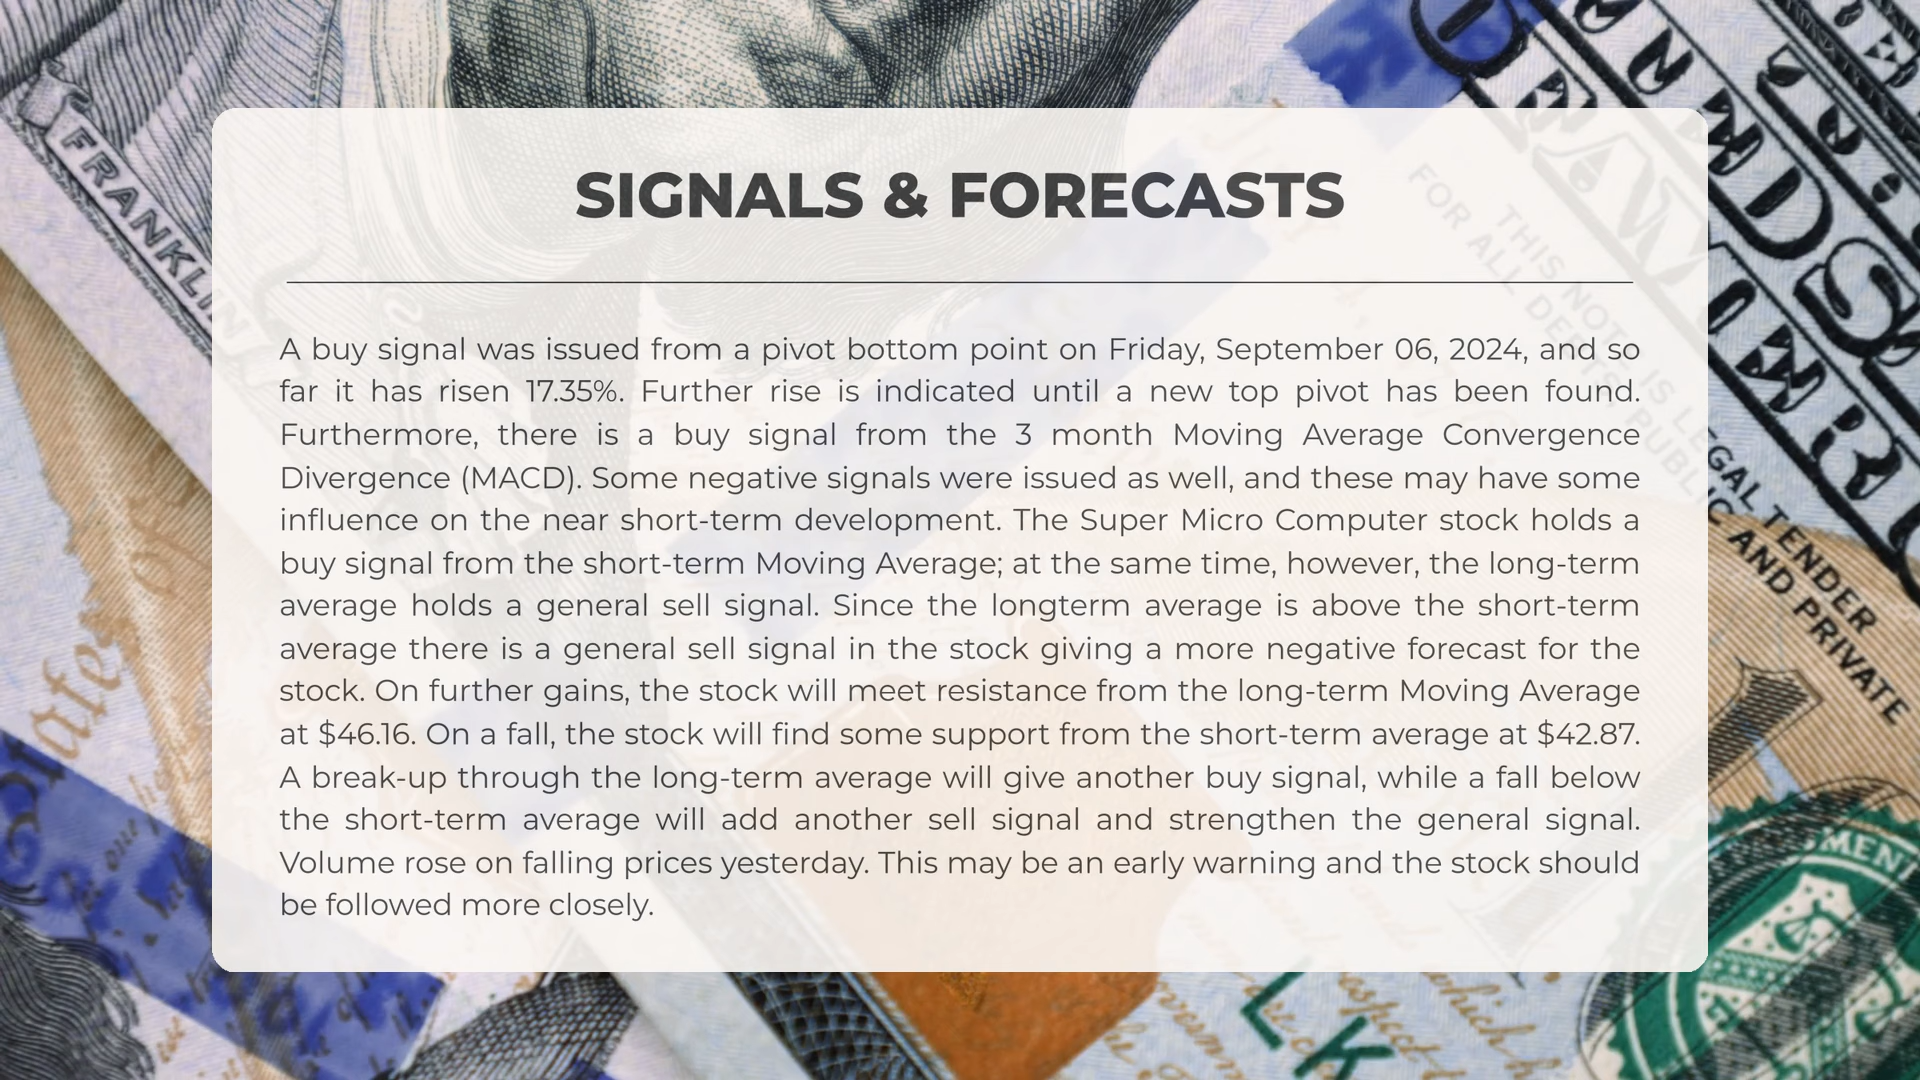 SIGNALS & FORECASTS
A buy signal was issued from a pivot bottom point on Friday, September 06, 2024, and so
far it has risen 17.35%. Further rise is indicated until a new top pivot has been found.
Furthermore, there is a buy signal from the 3 month Moving Average Convergence
Divergence (MACD). Some negative signals were issued as well, and these may have some
influence on the near short-term development. The Super Micro Computer stock holds a
buy signal from the short-term Moving Average; at the same time, however, the long-term
average holds a general sell signal. Since the longterm average is above the short-term
average there is a general sell signal in the stock giving a more negative forecast for the
stock. On further gains, the stock will meet resistance from the long-term Moving Average
at $46.16. On a fall, the stock will find some support from the short-term average at $42.87.
A break-up through the long-term average will give another buy signal, while a fall below
the short-term average will add another sell signal and strengthen the general signal.
Volume rose on falling prices yesterday. This may be an early warning and the stock should
be followed more closely.
FRANKLIN
THIS NOTE IS LEGAL TENDER
FOR ALL DEBTS, PUBLIC AND PRIVATE